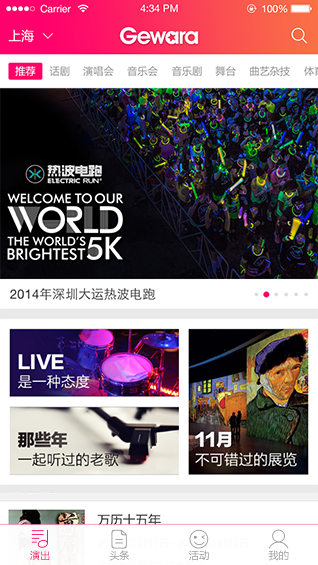 Carrier
4:34 PM
100%
上海
Gewara
推荐 话剧 演唱会 音乐会 音乐剧 舞台 曲艺杂技 体育
热波电跑
ELECTRIC RUN
WELCOME TO OUR
WORLD
THE WORLD'S
BRIGHTEST 5K
2014年深圳大运热波电跑
LIVE
是一种态度
那些年
一起听过的老歌
11月
不可错过的展览
万历十五年
演出 头条 活动 我的